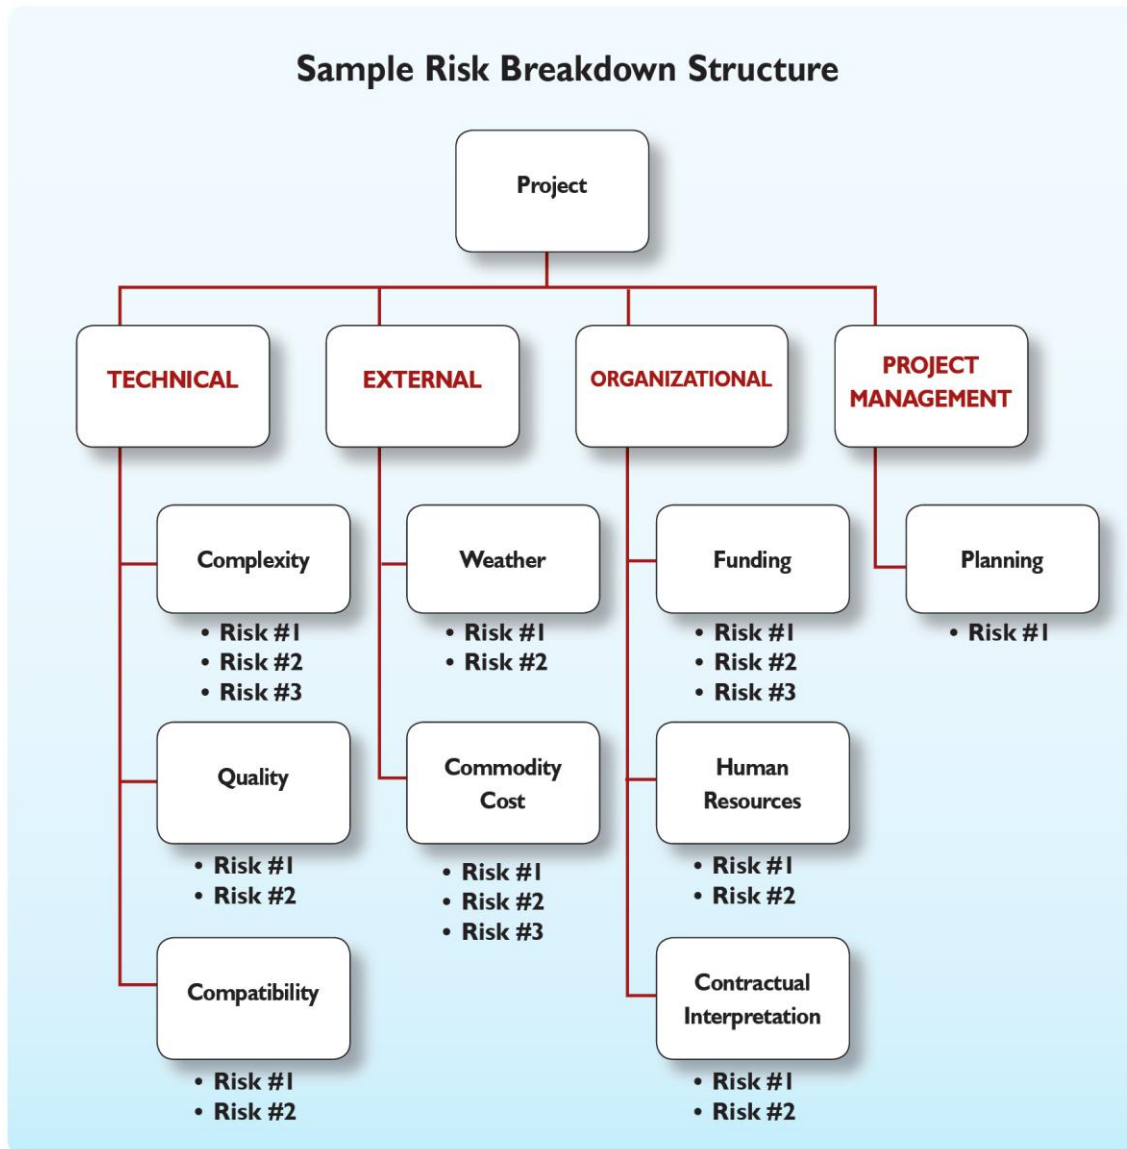 Sample Risk Breakdown Structure
Project
TECHNICAL
EXTERNAL
ORGANIZATIONAL
PROJECT
MANAGEMENT
Complexity
• Risk #1
• Risk #2
• Risk #3
Quality
• Risk #1
• Risk #2
Compatibility
• Risk #1
• Risk #2
Weather
• Risk #1
• Risk #2
Commodity
Cost
• Risk #1
• Risk #2
• Risk #3
Funding
• Risk #1
• Risk #2
• Risk #3
Human
Resources
• Risk #1
• Risk #2
Contractual
Interpretation
• Risk #1
• Risk #2
Planning
• Risk #1